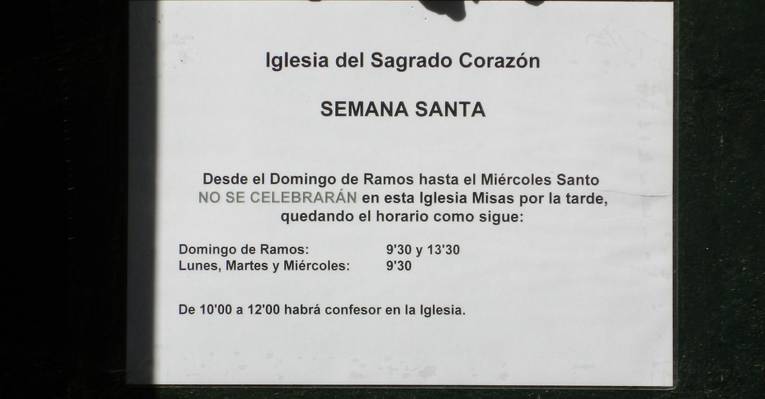 Iglesia del Sagrado Corazón
SEMANA SANTA
Desde el Domingo de Ramos hasta el Miércoles Santo
NO SE CELEBRARÁN en esta Iglesia Misas por la tarde,
quedando el horario como sigue:
Domingo de Ramos: 9'30 y 13'30
Lunes, Martes y Miércoles: 9'30
De 10'00 a 12'00 habrá confesor en la Iglesia.